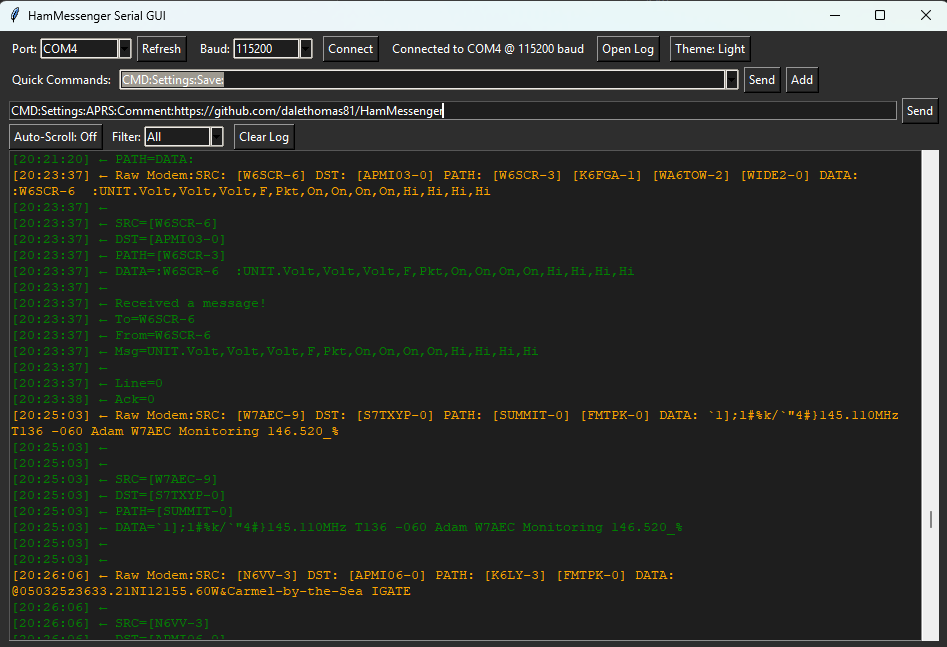 HamMessenger Serial GUI
Port: COM4 Refresh Baud: 115200 Connect Connected to COM4 @ 115200 baud Open Log Theme: Light
Quick Commands: CMD:Settings:Save: Send Add
CMD:Settings:APRS:Comment:https://github.com/dalethomas81/HamMessenger Send
Auto-Scroll: Off Filter: All Clear Log
[20:21:20] ← PATH=DATA:
[20:23:37] ← Raw Modem:SRC: [W6SCR-6] DST: [APMI03-0] PATH: [W6SCR-3] [K6FGA-1] [WA6TOW-2] [WIDE2-0] DATA:
:W6SCR-6  :UNIT.Volt,Volt,Volt,F,Pkt,On,On,On,On,Hi,Hi,Hi,Hi
[20:23:37] ←
[20:23:37] ← SRC=[W6SCR-6]
[20:23:37] ← DST=[APMI03-0]
[20:23:37] ← PATH=[W6SCR-3]
[20:23:37] ← DATA=:W6SCR-6  :UNIT.Volt,Volt,Volt,F,Pkt,On,On,On,On,Hi,Hi,Hi,Hi
[20:23:37] ←
[20:23:37] ← Received a message!
[20:23:37] ← To=W6SCR-6
[20:23:37] ← From=W6SCR-6
[20:23:37] ← Msg=UNIT.Volt,Volt,Volt,F,Pkt,On,On,On,On,Hi,Hi,Hi,Hi
[20:23:37] ←
[20:23:37] ← Line=0
[20:23:38] ← Ack=0
[20:25:03] ← Raw Modem:SRC: [W7AEC-9] DST: [S7TXYP-0] PATH: [SUMMIT-0] [FMTPK-0] DATA: `1];l#%k/`"4#}145.110MHz
T136 -060 Adam W7AEC Monitoring 146.520_%
[20:25:03] ←
[20:25:03] ←
[20:25:03] ← SRC=[W7AEC-9]
[20:25:03] ← DST=[S7TXYP-0]
[20:25:03] ← PATH=[SUMMIT-0]
[20:25:03] ← DATA=`1];l#%k/`"4#}145.110MHz T136 -060 Adam W7AEC Monitoring 146.520_%
[20:25:03] ←
[20:25:03] ←
[20:26:06] ← Raw Modem:SRC: [N6VV-3] DST: [APMI06-0] PATH: [K6LY-3] [FMTPK-0] DATA:
@050325z3633.21NI12155.60W&Carmel-by-the-Sea IGATE
[20:26:06] ←
[20:26:06] ← SRC=[N6VV-3]
[20:26:06] ← DST=[APMI06-0]